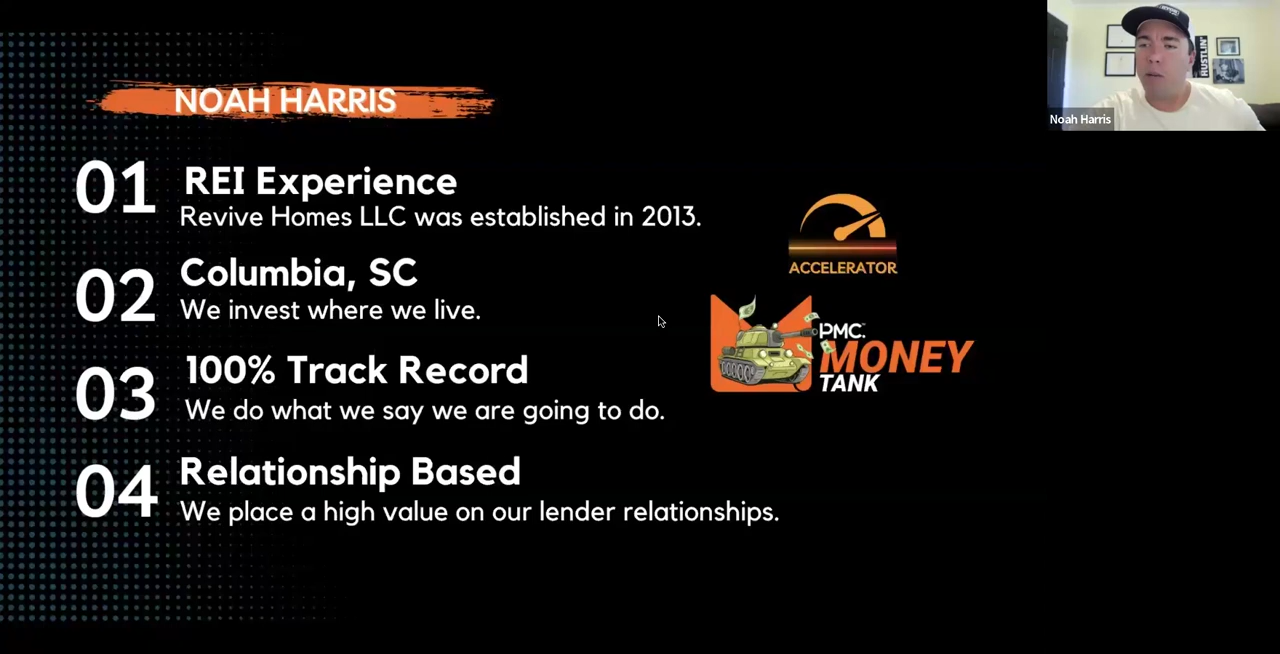 NOAH HARRIS
01
REI Experience
Revive Homes LLC was established in 2013.
02
Columbia, SC
We invest where we live.
03
100% Track Record
We do what we say we are going to do.
04
Relationship Based
We place a high value on our lender relationships.
ACCELERATOR
PMC.
MONEY
TANK
HUSTLIN'
Noah Harris